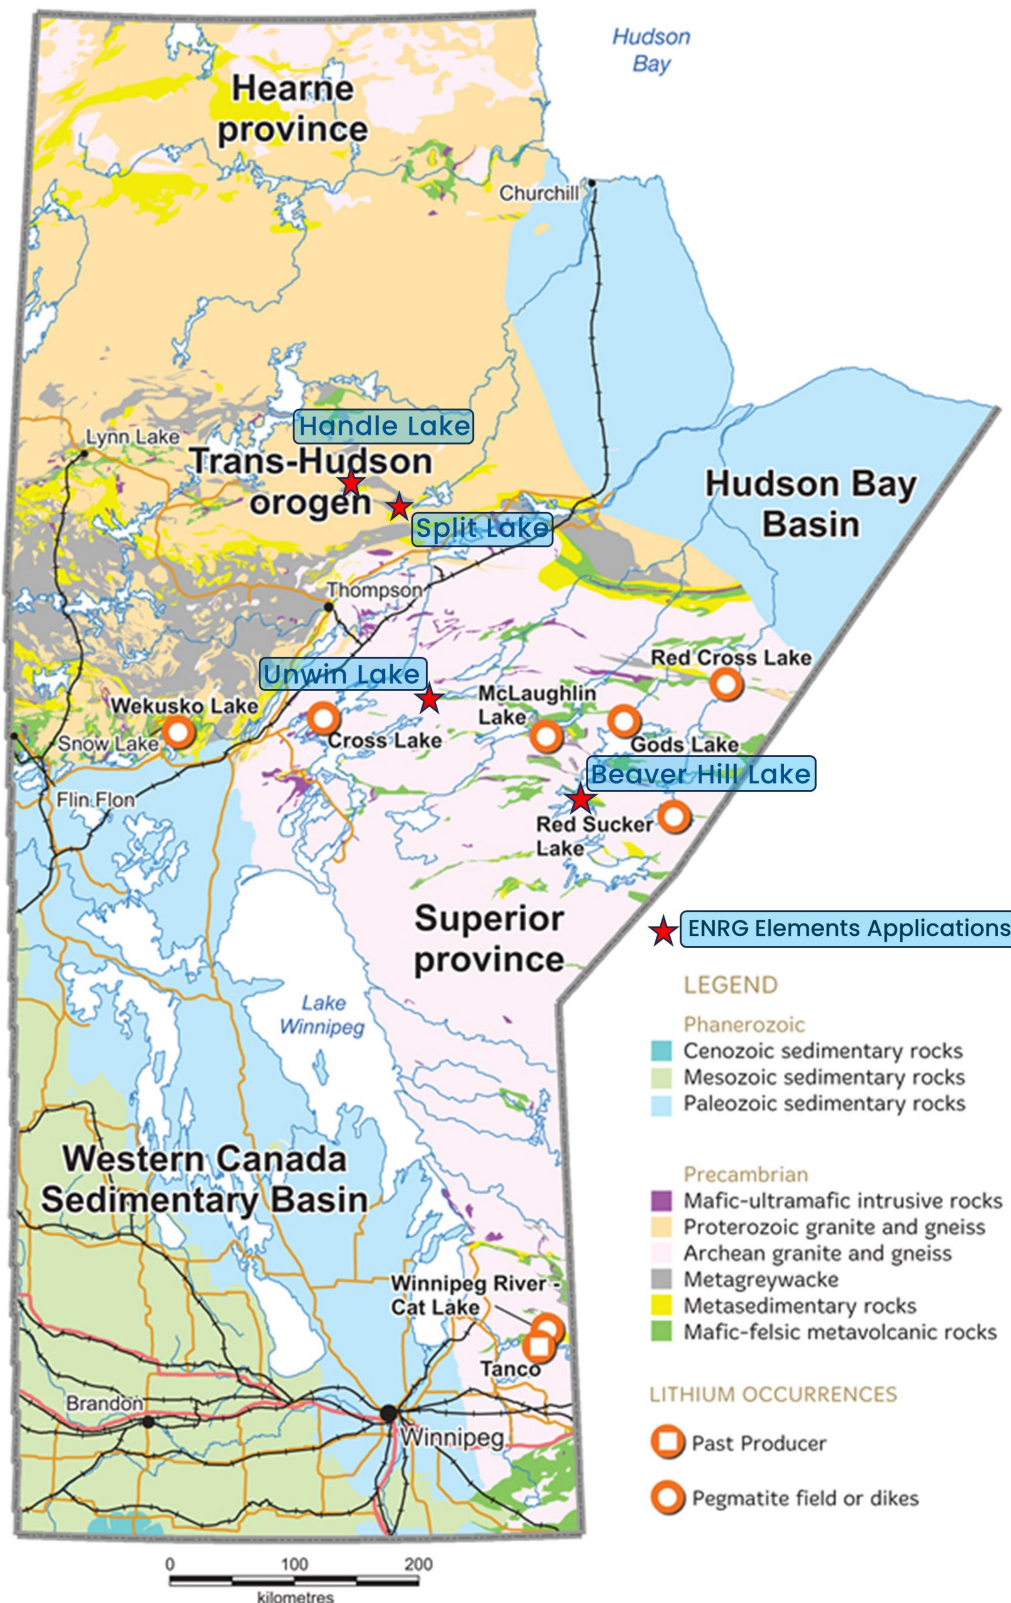 Hudson
Bay
Hearne
province
Churchill
Handle Lake
Lynn Lake
Trans-Hudson
orogen
Hudson Bay
Basin
Split Lake
Thompson
Red Cross Lake
Unwin Lake
McLaughlin
Lake
Wekusko Lake
Cross Lake
Snow Lake
Gods Lake
Beaver Hill Lake
Flin Flon
Red Sucker
Lake
Superior
province
ENRG Elements Applications
LEGEND
Lake
Winnipeg
Phanerozoic
Cenozoic sedimentary rocks
Mesozoic sedimentary rocks
Paleozoic sedimentary rocks
Western Canada
Sedimentary Basin
Precambrian
Mafic-ultramafic intrusive rocks
Proterozoic granite and gneiss
Archean granite and gneiss
Metagreywacke
Metasedimentary rocks
Mafic-felsic metavolcanic rocks
Winnipeg River -
Cat Lake
Tanco
LITHIUM OCCURRENCES
Brandon
Winnipeg
Past Producer
Pegmatite field or dikes
0 100 200
kilometres